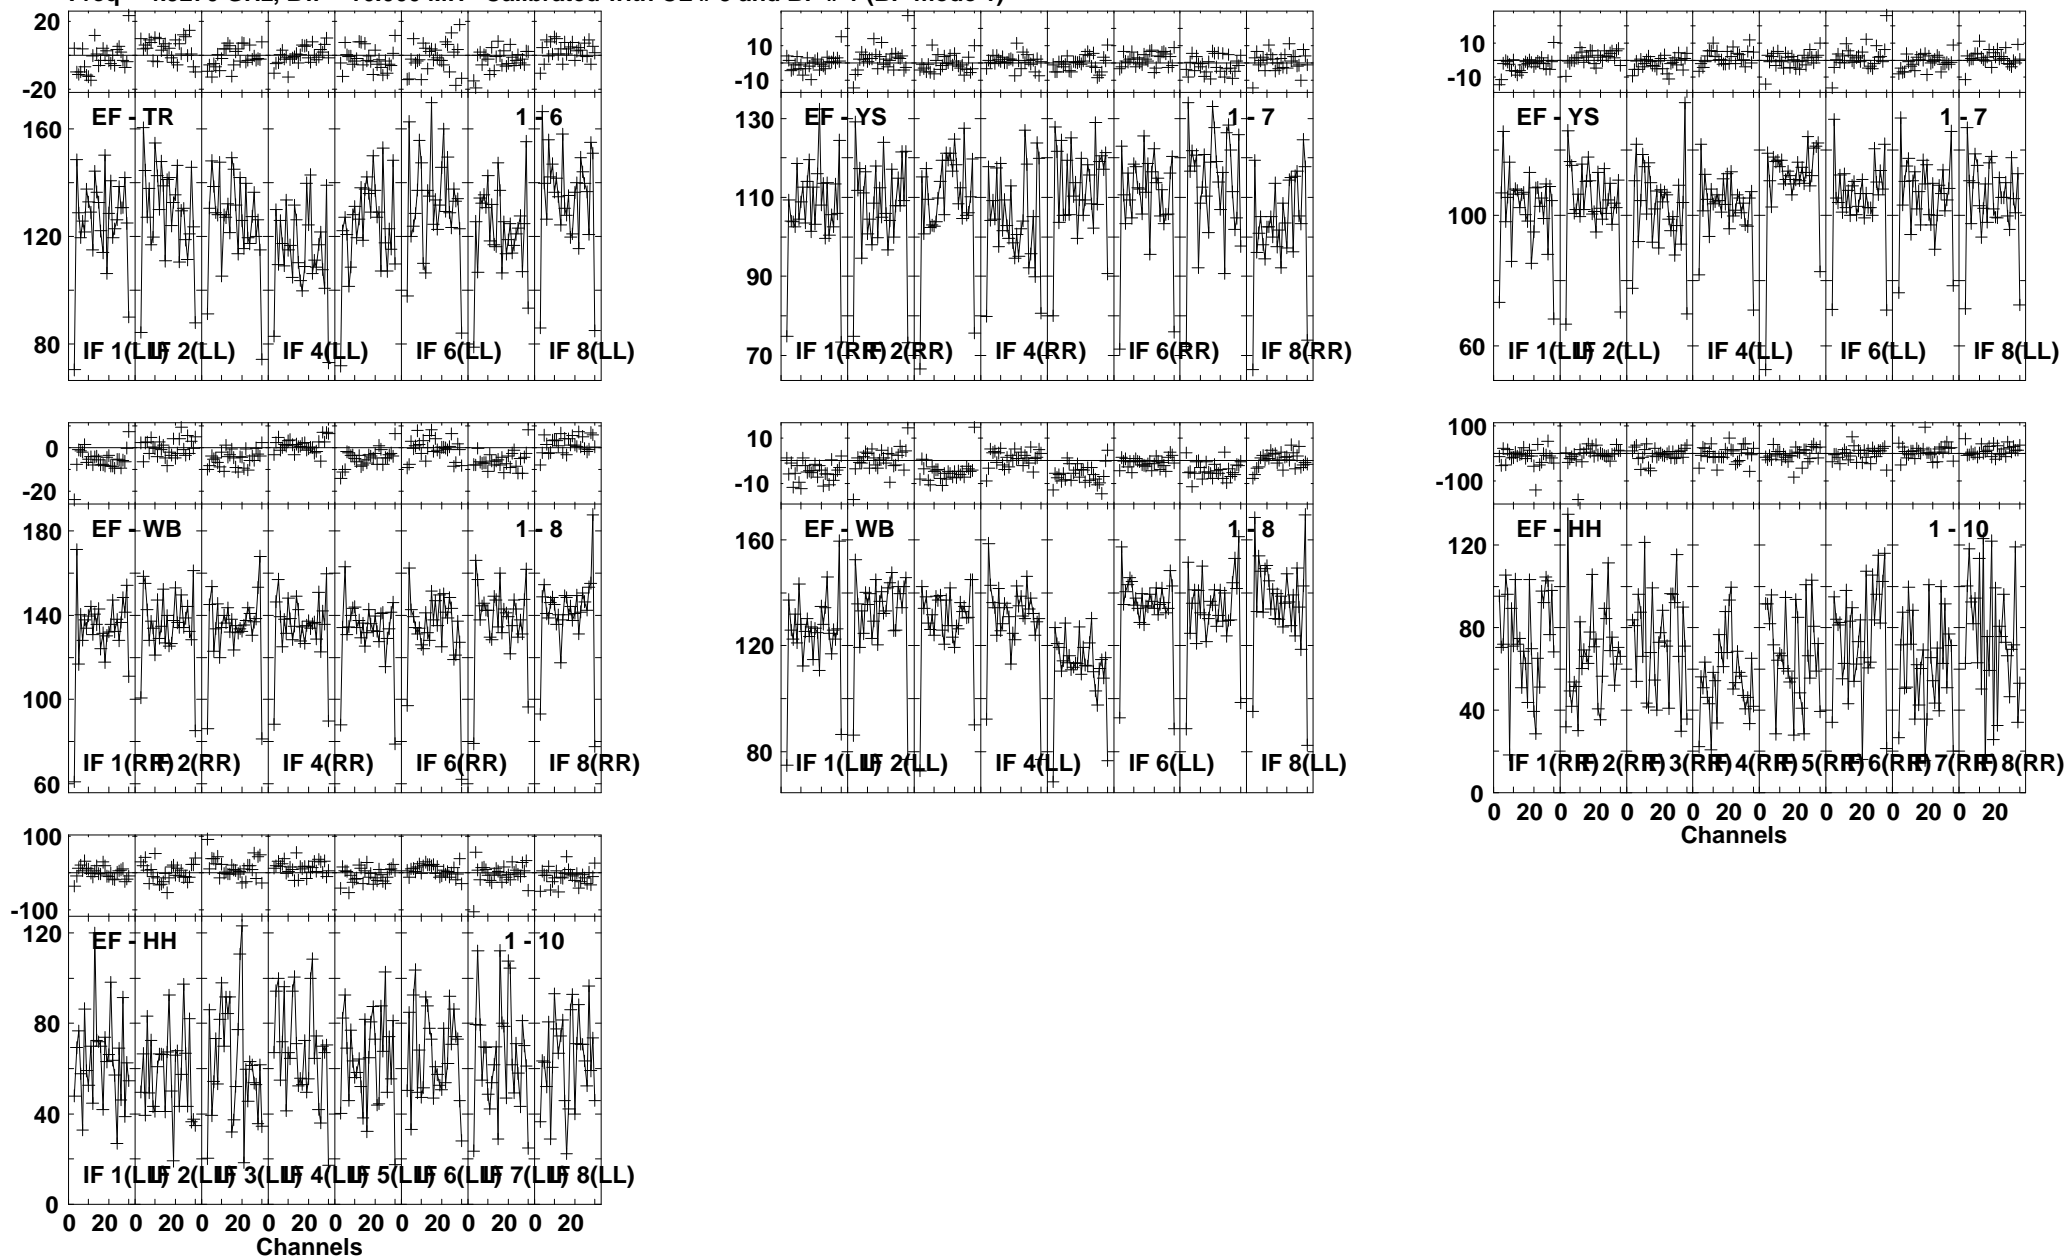 20
-20
EF - TR 1 - 6
160
120
80
IF 1(LL) IF 2(LL) IF 4(LL) IF 6(LL) IF 8(LL)
10
-10
EF - YS 1 - 7
130
110
90
70
IF 1(RR) IF 2(RR) IF 4(RR) IF 6(RR) IF 8(RR)
10
-10
EF - YS 1 - 7
100
60
IF 1(LL) IF 2(LL) IF 4(LL) IF 6(LL) IF 8(LL)
0
-20
EF - WB 1 - 8
180
140
100
60
IF 1(RR) IF 2(RR) IF 4(RR) IF 6(RR) IF 8(RR)
10
-10
EF - WB 1 - 8
160
120
80
IF 1(LL) IF 2(LL) IF 4(LL) IF 6(LL) IF 8(LL)
100
-100
EF - HH 1 - 10
120
80
40
0
IF 1(RR) IF 2(RR) IF 3(RR) IF 4(RR) IF 5(RR) IF 6(RR) IF 7(RR) IF 8(RR)
0 20 0 20 0 20 0 20 0 20 0 20 0 20 0 20
Channels
100
-100
EF - HH 1 - 10
120
80
40
0
IF 1(LL) IF 2(LL) IF 3(LL) IF 4(LL) IF 5(LL) IF 6(LL) IF 7(LL) IF 8(LL)
0 20 0 20 0 20 0 20 0 20 0 20 0 20 0 20
Channels